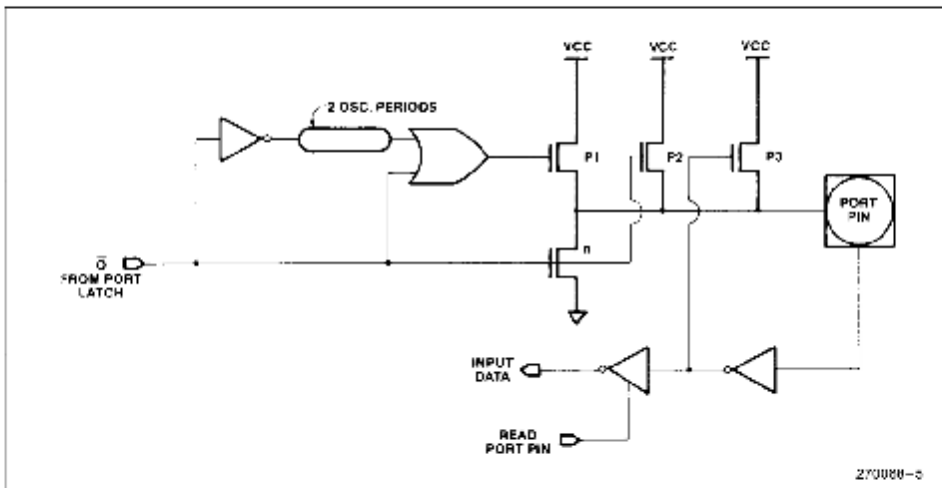 VCC VCC VCC
2 OSC. PERIODS
P1 P2 P3
PORT
PIN
n
Q̅
FROM PORT
LATCH
INPUT
DATA
READ
PORT PIN
270088-5